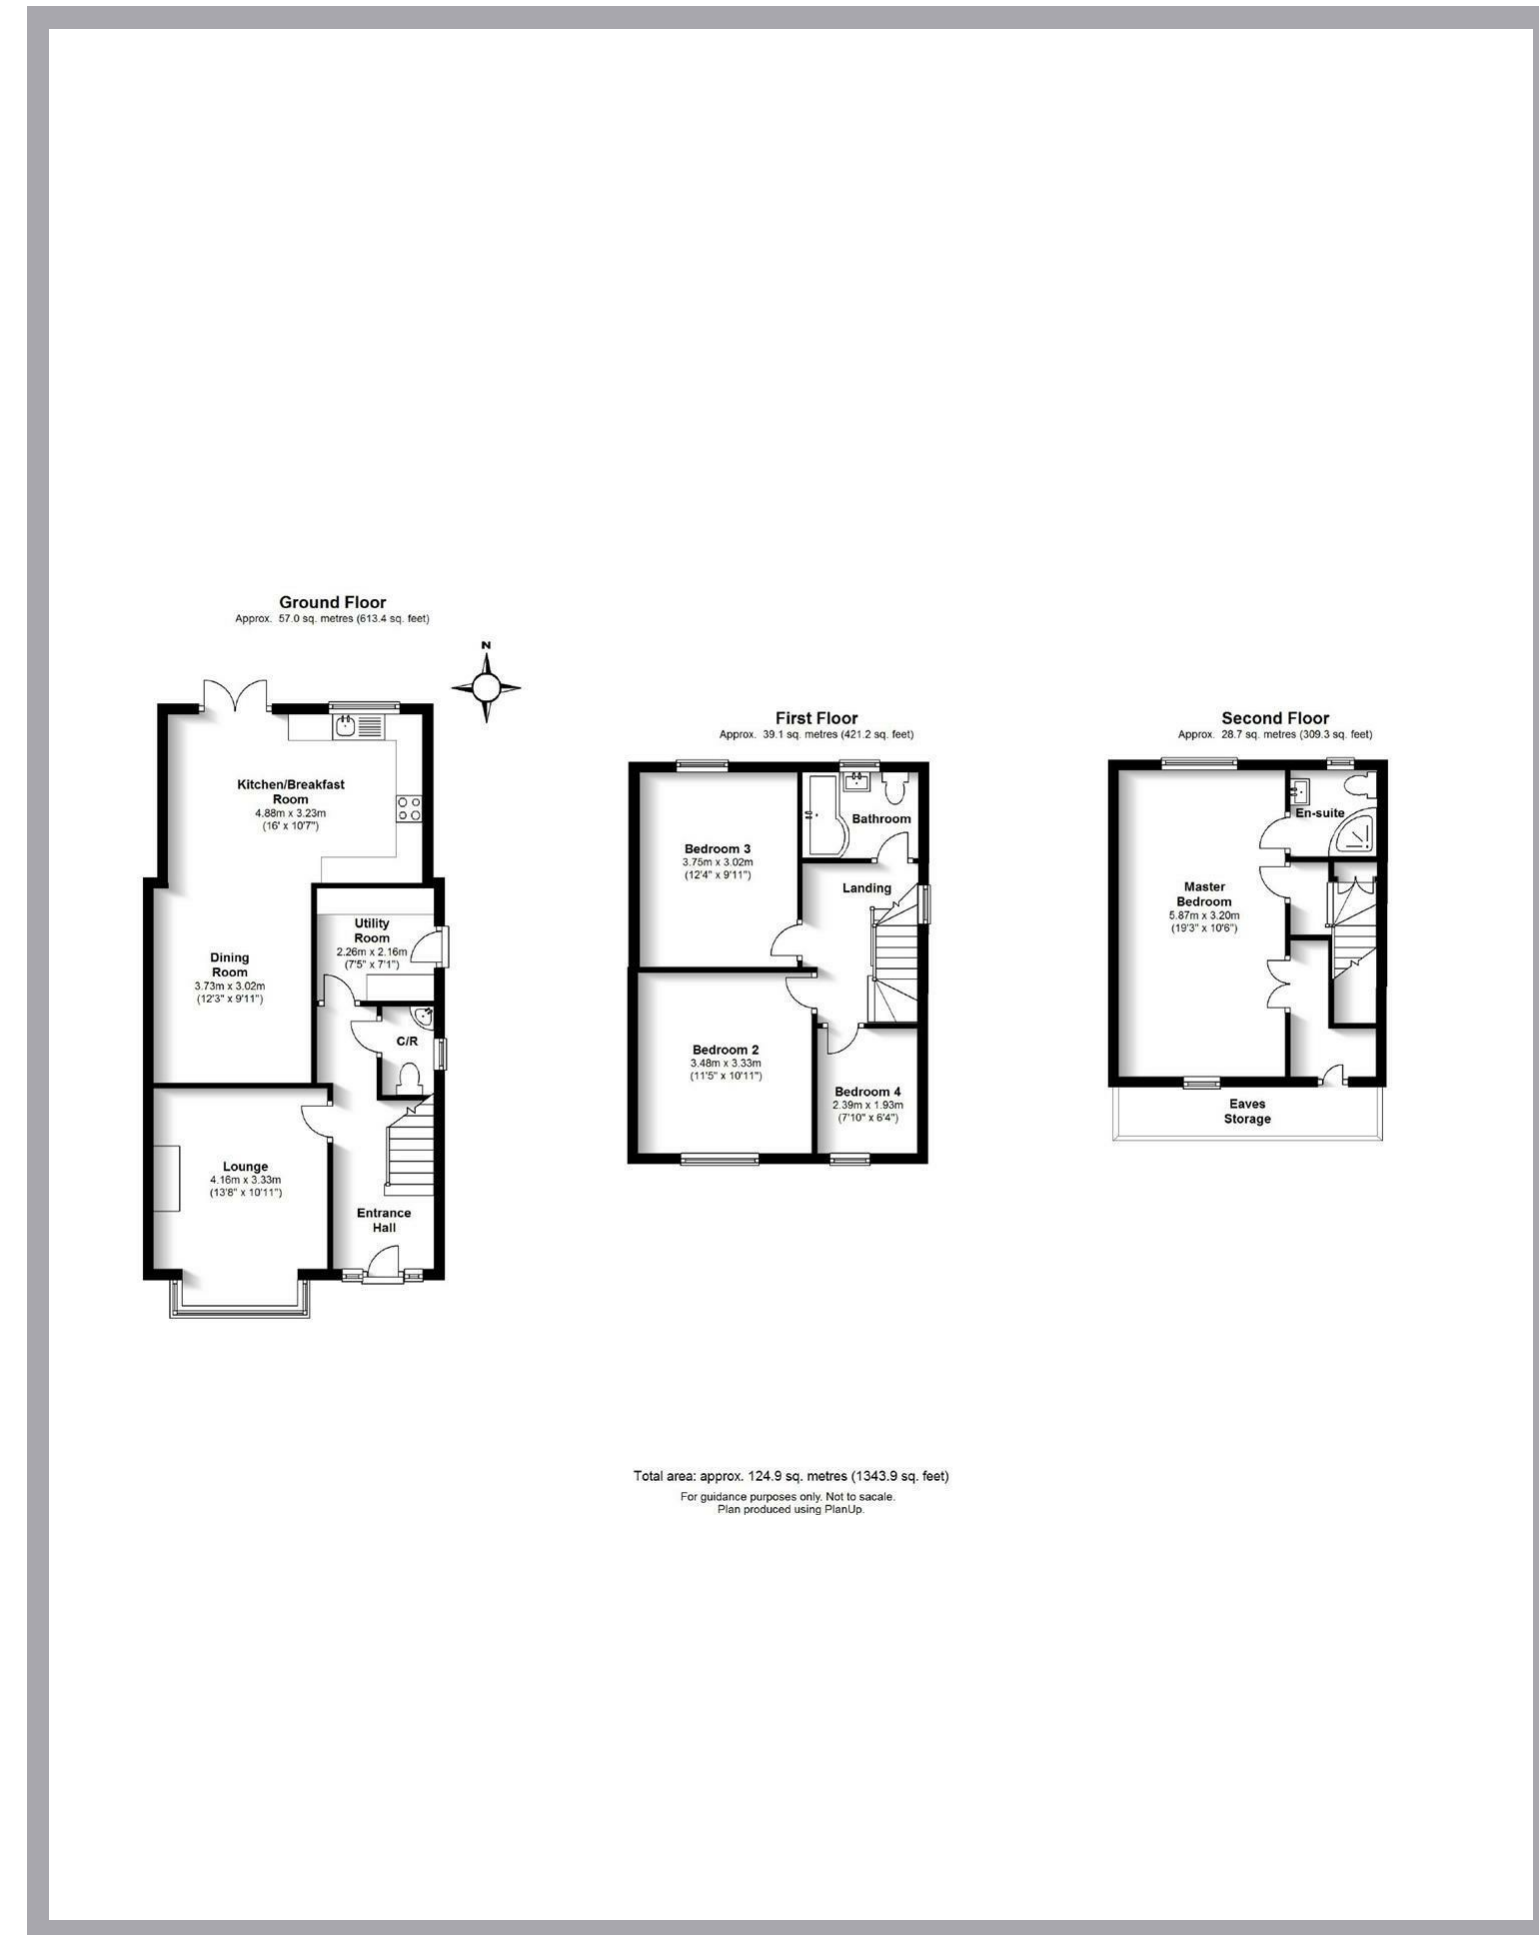 Ground Floor
Approx. 57.0 sq. metres (613.4 sq. feet)
N
Kitchen/Breakfast
Room
4.88m x 3.23m
(16' x 10'7")
Utility
Room
2.26m x 2.16m
(7'5" x 7'1")
Dining
Room
3.73m x 3.02m
(12'3" x 9'11")
C/R
Lounge
4.16m x 3.33m
(13'8" x 10'11")
Entrance
Hall
First Floor
Approx. 39.1 sq. metres (421.2 sq. feet)
Bathroom
Bedroom 3
3.75m x 3.02m
(12'4" x 9'11")
Landing
Bedroom 2
3.48m x 3.33m
(11'5" x 10'11")
Bedroom 4
2.39m x 1.93m
(7'10" x 6'4")
Second Floor
Approx. 28.7 sq. metres (309.3 sq. feet)
En-suite
Master
Bedroom
5.87m x 3.20m
(19'3" x 10'6")
Eaves
Storage
Total area: approx. 124.9 sq. metres (1343.9 sq. feet)
For guidance purposes only. Not to sacale.
Plan produced using PlanUp.